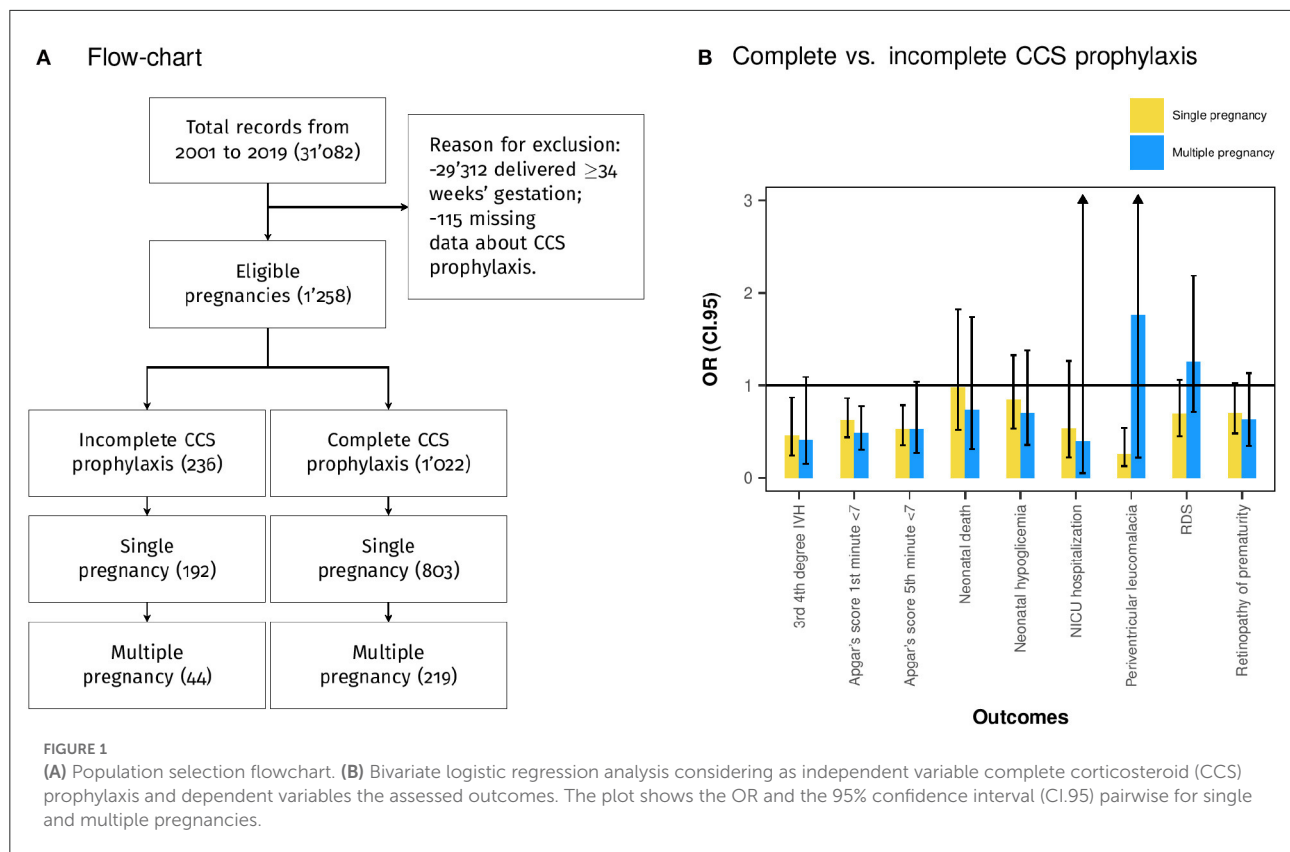 A Flow-chart
Total records from
2001 to 2019 (31'082)
Reason for exclusion:
-29'312 delivered ≥34
weeks' gestation;
-115 missing
data about CCS
prophylaxis.
Eligible
pregnancies (1'258)
Incomplete CCS
prophylaxis (236)
Complete CCS
prophylaxis (1'022)
Single
pregnancy (192)
Single
pregnancy (803)
Multiple
pregnancy (44)
Multiple
pregnancy (219)
B Complete vs. incomplete CCS prophylaxis
Single pregnancy
Multiple pregnancy
OR (CI.95)
3
2
1
0
3rd 4th degree IVH
Apgar's score 1st minute <7
Apgar's score 5th minute <7
Neonatal death
Neonatal hypoglicemia
NICU hospitalization
Periventricular leucomalacia
RDS
Retinopathy of prematurity
Outcomes
FIGURE 1
(A) Population selection flowchart. (B) Bivariate logistic regression analysis considering as independent variable complete corticosteroid (CCS)
prophylaxis and dependent variables the assessed outcomes. The plot shows the OR and the 95% confidence interval (CI.95) pairwise for single
and multiple pregnancies.